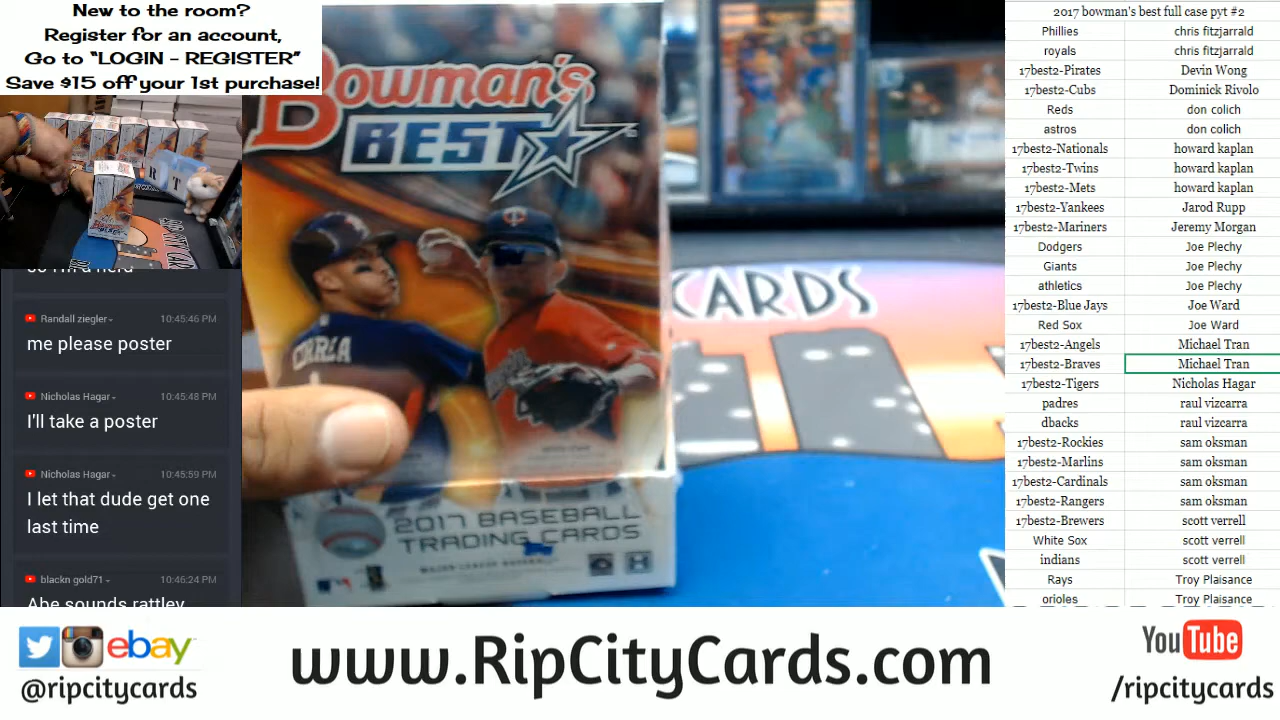 New to the room?
Register for an account,
Go to “LOGIN - REGISTER”
Save $15 off your 1st purchase!
Randall ziegler 10:45:46 PM
me please poster
Nicholas Hagar 10:45:48 PM
I'll take a poster
Nicholas Hagar 10:45:59 PM
I let that dude get one
last time
blackn gold71 10:46:24 PM
Abe sounds rattley
Bowman's
BEST
CORREA
2017 BASEBALL
TRADING CARDS
MAJOR LEAGUE BASEBALL
CARDS
2017 bowman's best full case pyt #2
Phillies chris fitzjarrald
royals chris fitzjarrald
17best2-Pirates Devin Wong
17best2-Cubs Dominick Rivolo
Reds don colich
astros don colich
17best2-Nationals howard kaplan
17best2-Twins howard kaplan
17best2-Mets howard kaplan
17best2-Yankees Jarod Rupp
17best2-Mariners Jeremy Morgan
Dodgers Joe Plechy
Giants Joe Plechy
athletics Joe Plechy
17best2-Blue Jays Joe Ward
Red Sox Joe Ward
17best2-Angels Michael Tran
17best2-Braves Michael Tran
17best2-Tigers Nicholas Hagar
padres raul vizcarra
dbacks raul vizcarra
17best2-Rockies sam oksman
17best2-Marlins sam oksman
17best2-Cardinals sam oksman
17best2-Rangers sam oksman
17best2-Brewers scott verrell
White Sox scott verrell
indians scott verrell
Rays Troy Plaisance
orioles Troy Plaisance
ebay
@ripcitycards
www.RipCityCards.com
YouTube
/ripcitycards